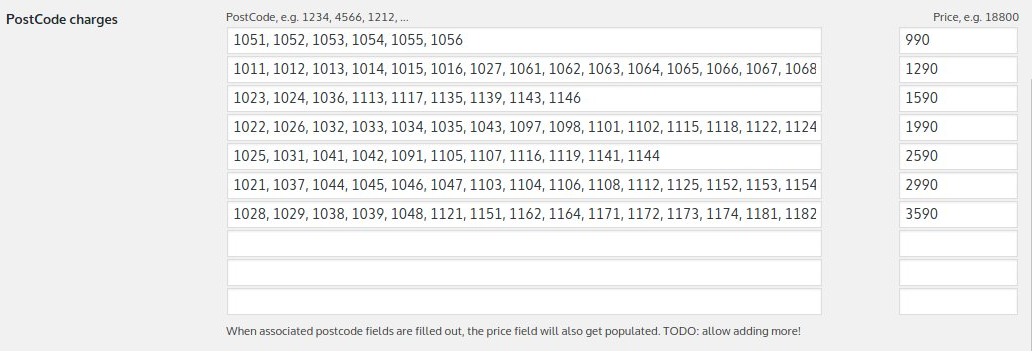 PostCode charges
PostCode, e.g. 1234, 4566, 1212, ... Price, e.g. 18800
1051, 1052, 1053, 1054, 1055, 1056 990
1011, 1012, 1013, 1014, 1015, 1016, 1027, 1061, 1062, 1063, 1064, 1065, 1066, 1067, 1068 1290
1023, 1024, 1036, 1113, 1117, 1135, 1139, 1143, 1146 1590
1022, 1026, 1032, 1033, 1034, 1035, 1043, 1097, 1098, 1101, 1102, 1115, 1118, 1122, 1124 1990
1025, 1031, 1041, 1042, 1091, 1105, 1107, 1116, 1119, 1141, 1144 2590
1021, 1037, 1044, 1045, 1046, 1047, 1103, 1104, 1106, 1108, 1112, 1125, 1152, 1153, 1154 2990
1028, 1029, 1038, 1039, 1048, 1121, 1151, 1162, 1164, 1171, 1172, 1173, 1174, 1181, 1182 3590
When associated postcode fields are filled out, the price field will also get populated. TODO: allow adding more!